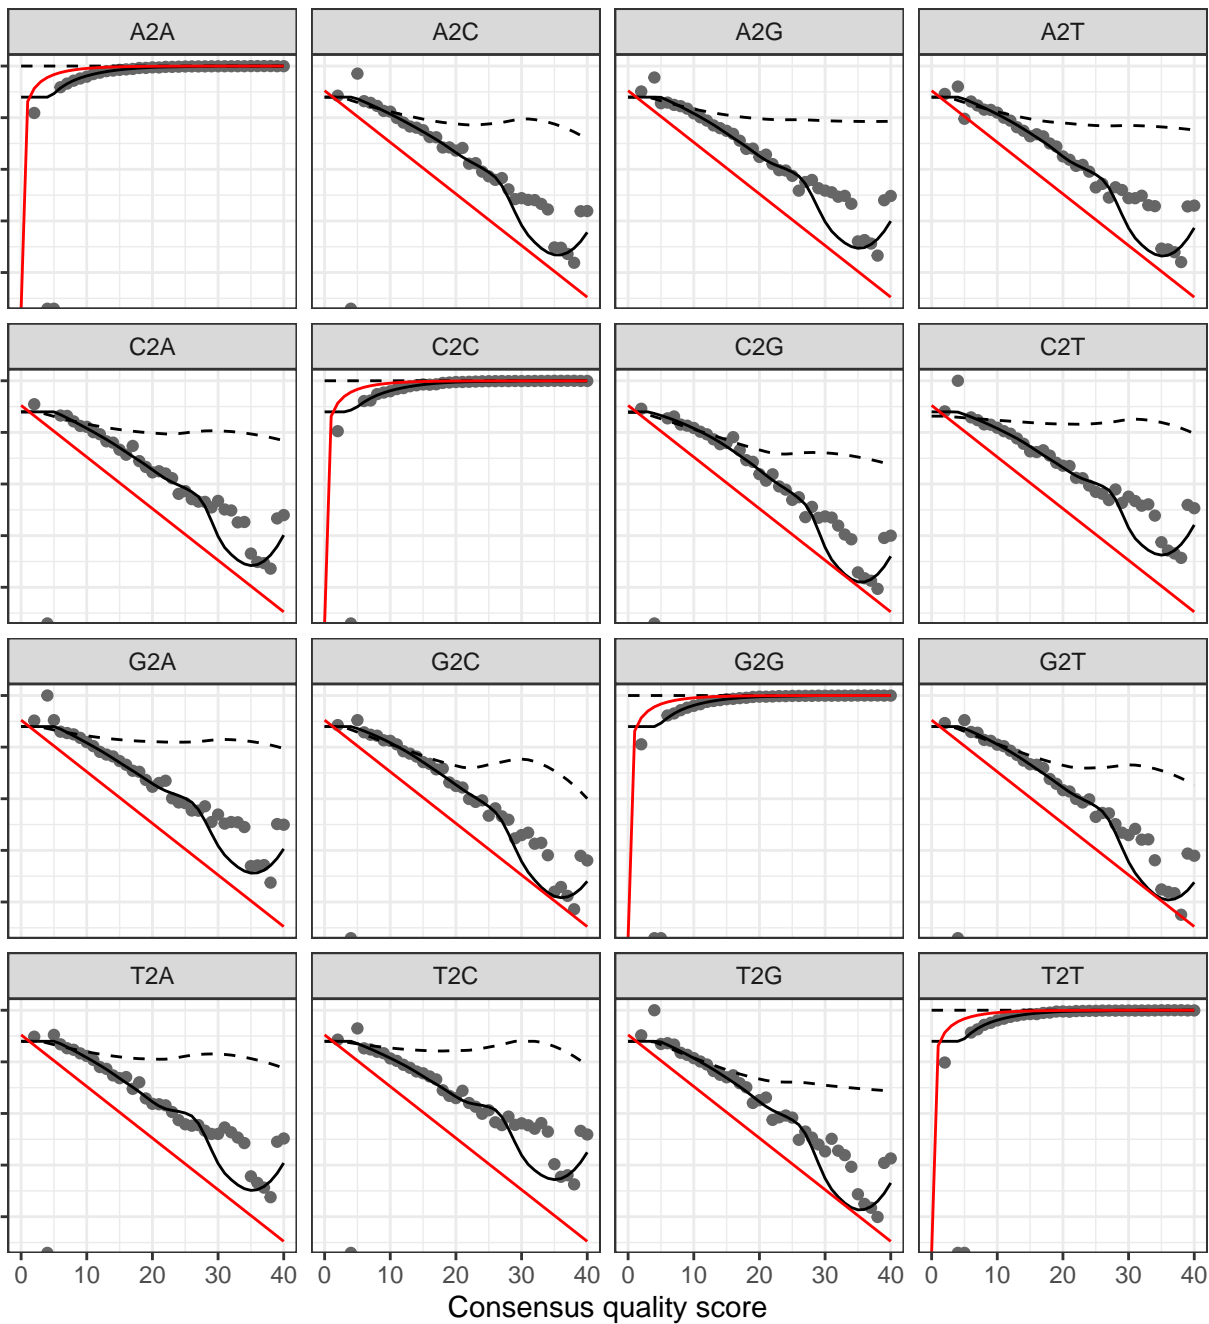 A2A A2C A2G A2T
C2A C2C C2G C2T
G2A G2C G2G G2T
T2A T2C T2G T2T
0 10 20 30 40 0 10 20 30 40 0 10 20 30 40 0 10 20 30 40
Consensus quality score